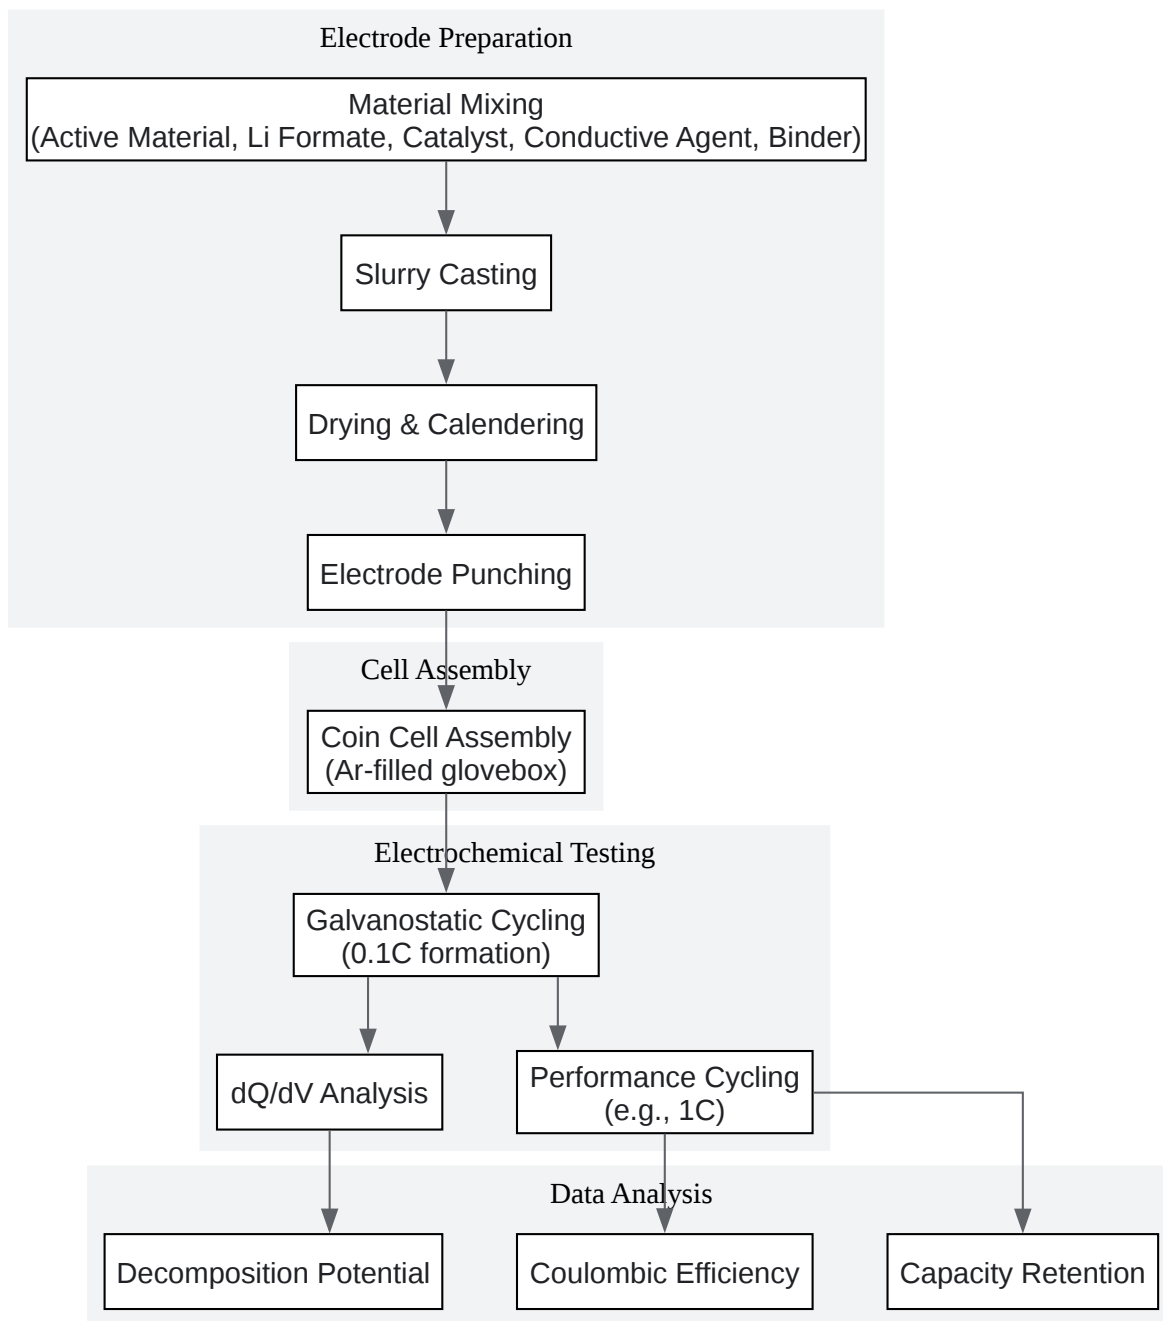 Electrode Preparation
Material Mixing
(Active Material, Li Formate, Catalyst, Conductive Agent, Binder)
Slurry Casting
Drying & Calendering
Electrode Punching
Cell Assembly
Coin Cell Assembly
(Ar-filled glovebox)
Electrochemical Testing
Galvanostatic Cycling
(0.1C formation)
dQ/dV Analysis
Performance Cycling
(e.g., 1C)
Data Analysis
Decomposition Potential
Coulombic Efficiency
Capacity Retention